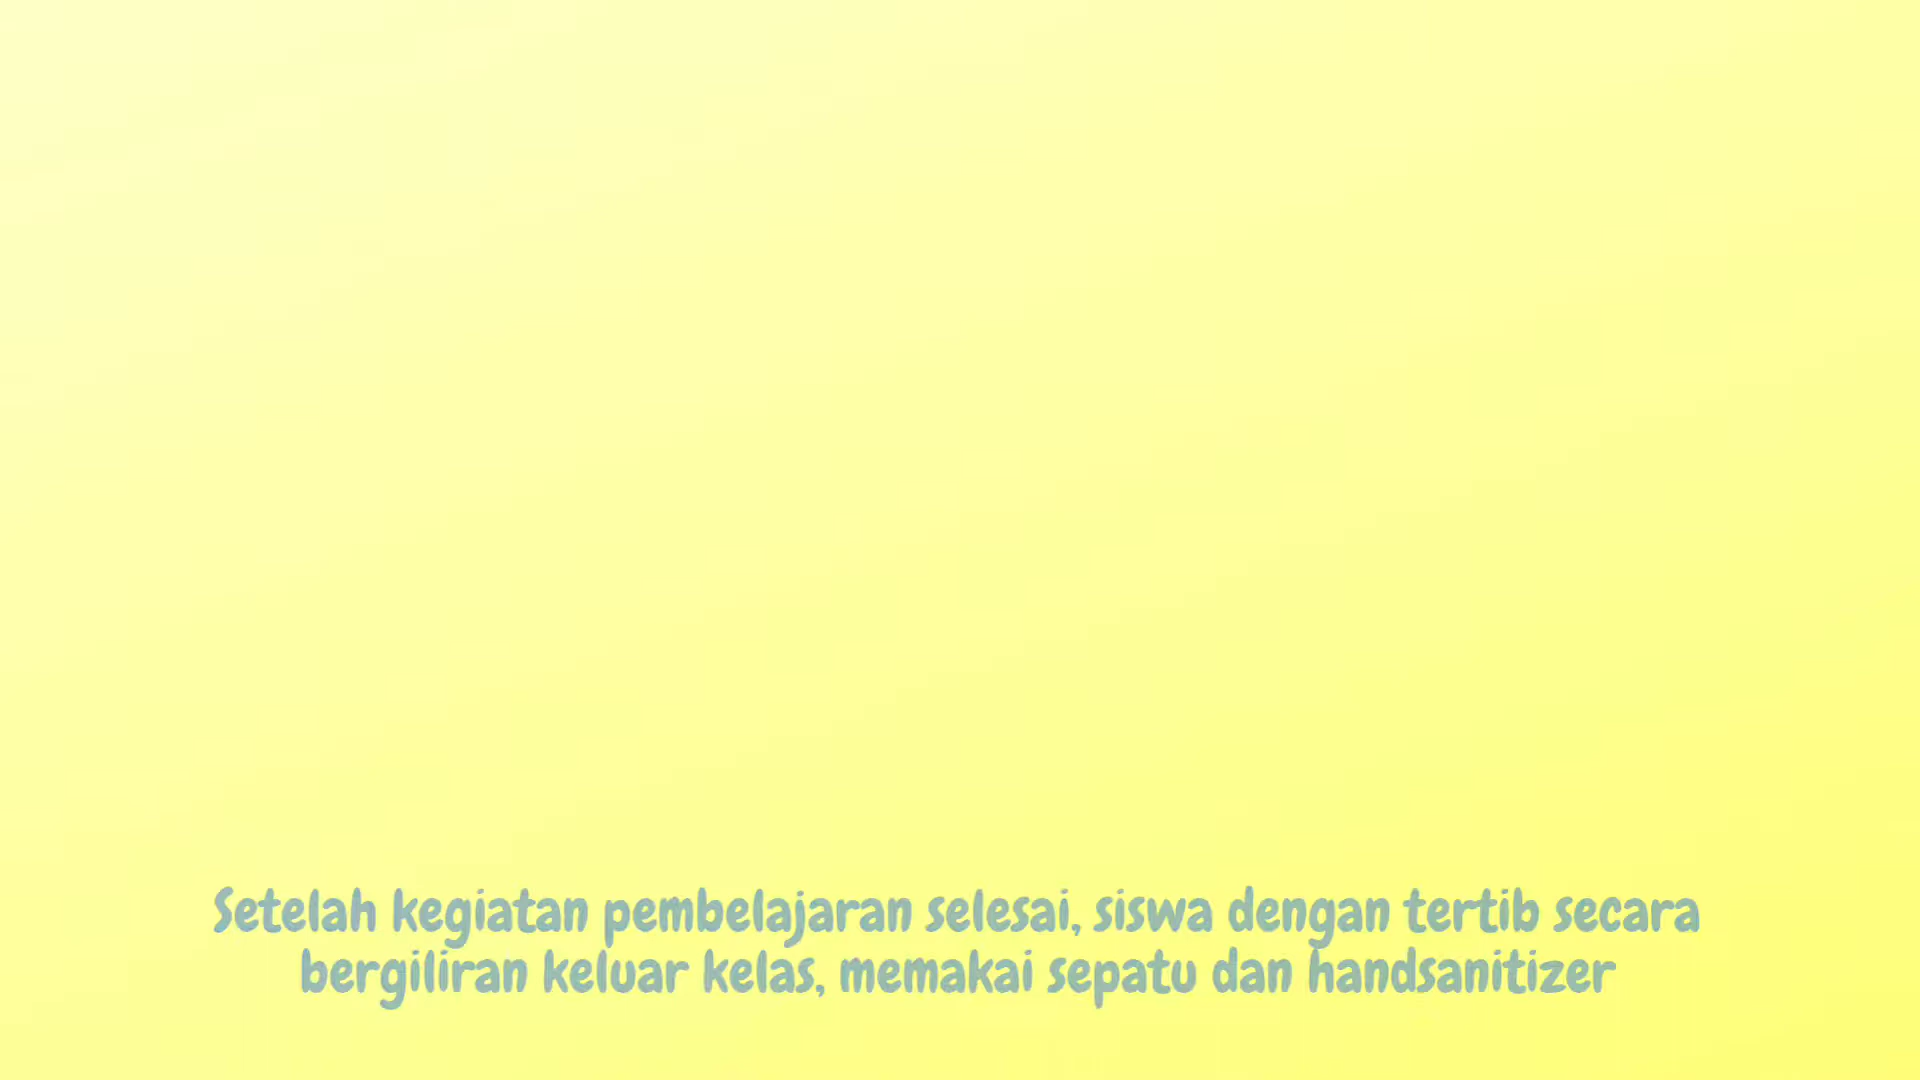 Setelah kegiatan pembelajaran selesai, siswa dengan tertib secara
bergiliran keluar kelas, memakai sepatu dan handsanitizer